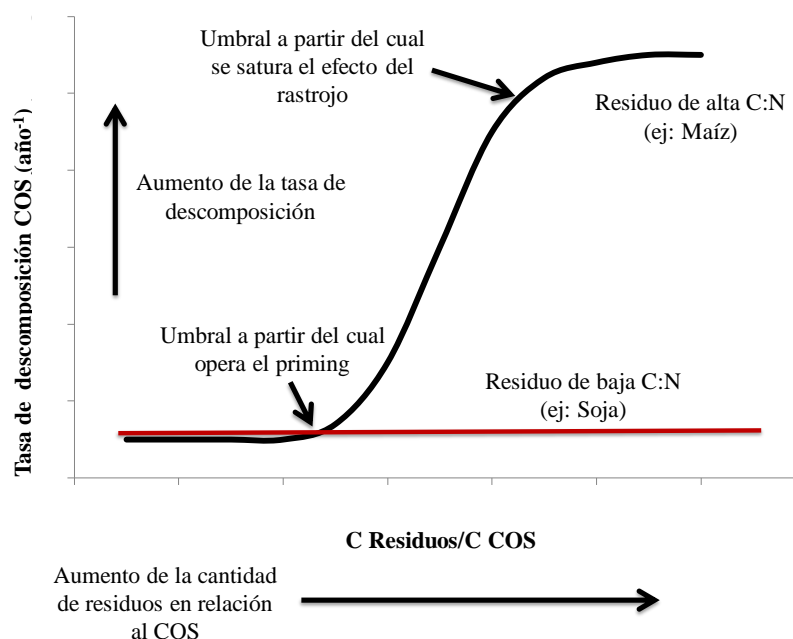 Umbral a partir del cual
se satura el efecto del
rastrojo
Residuo de alta C:N
(ej: Maíz)
Aumento de la tasa de
descomposición
Tasa de descomposición COS (año-1)
Umbral a partir del cual
opera el priming
Residuo de baja C:N
(ej: Soja)
C Residuos/C COS
Aumento de la cantidad
de residuos en relación
al COS